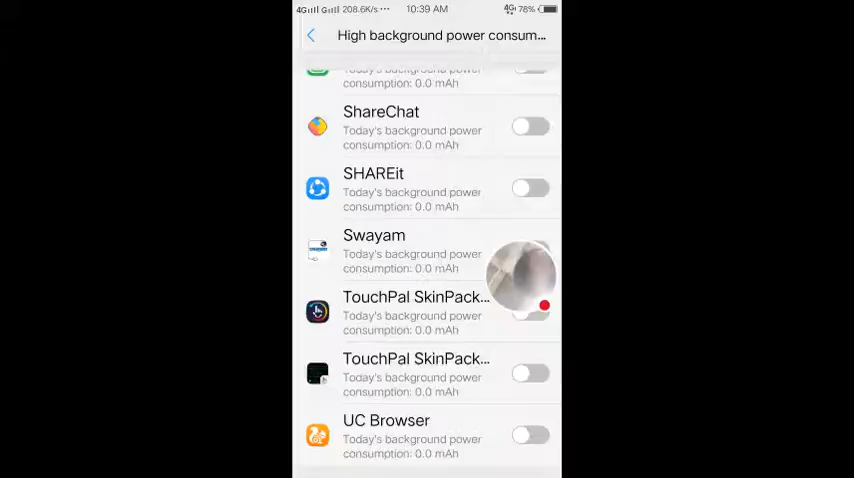 4G G 208.6K/s ··· 10:39 AM 4G 78%
High background power consum...
Today's background power
consumption: 0.0 mAh
ShareChat
Today's background power
consumption: 0.0 mAh
SHAREit
Today's background power
consumption: 0.0 mAh
Swayam
Today's background power
consumption: 0.0 mAh
TouchPal SkinPack...
Today's background power
consumption: 0.0 mAh
TouchPal SkinPack...
Today's background power
consumption: 0.0 mAh
UC Browser
Today's background power
consumption: 0.0 mAh